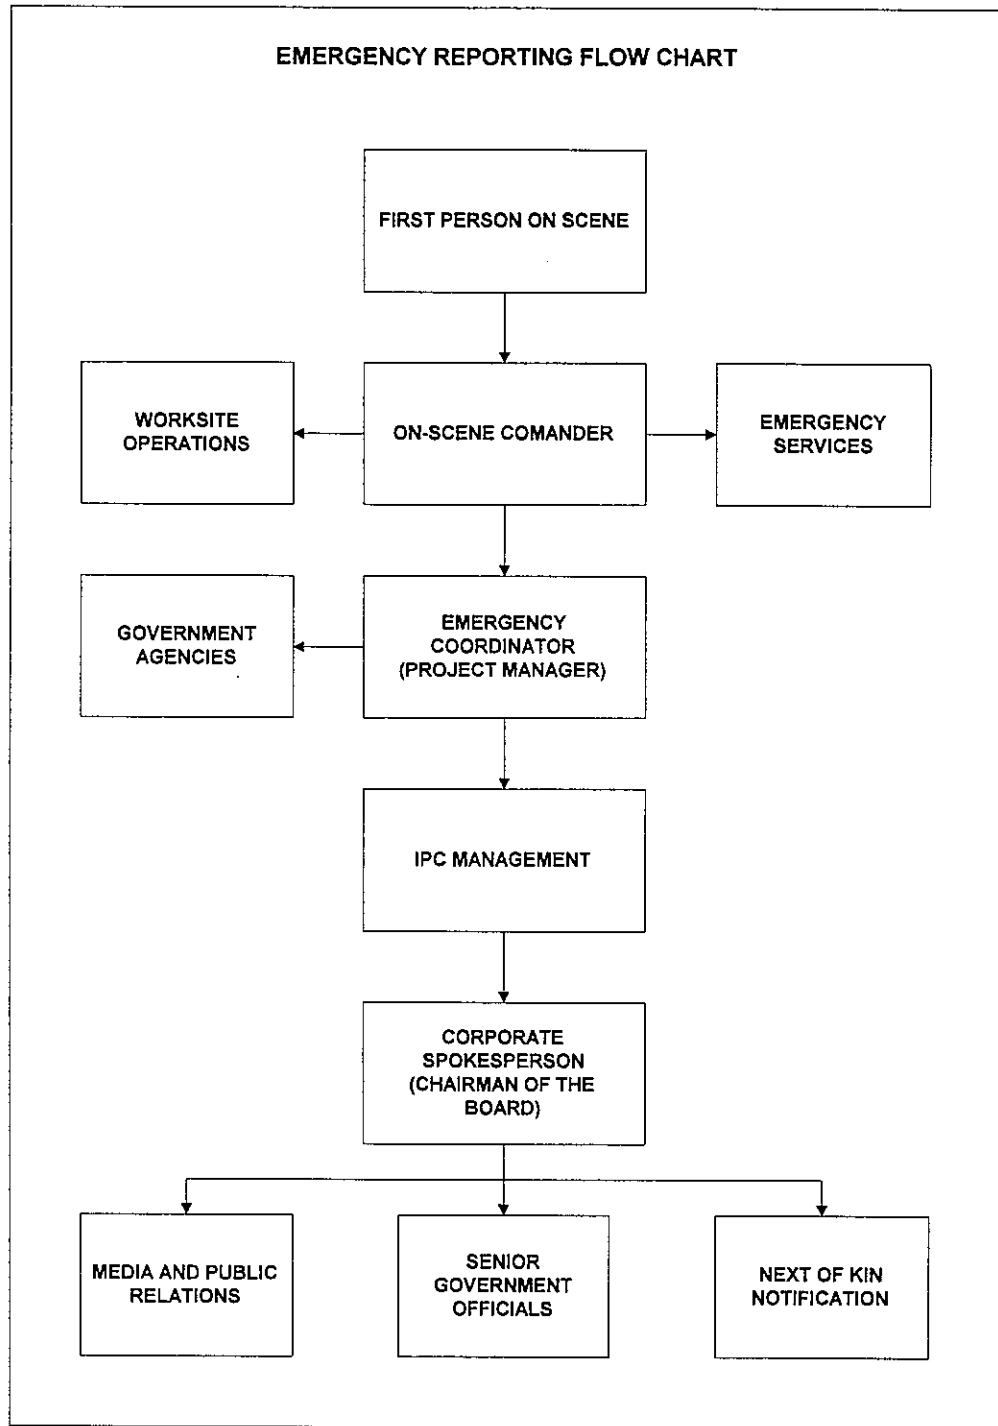 EMERGENCY REPORTING FLOW CHART
FIRST PERSON ON SCENE
WORKSITE
OPERATIONS
ON-SCENE COMANDER
EMERGENCY
SERVICES
GOVERNMENT
AGENCIES
EMERGENCY
COORDINATOR
(PROJECT MANAGER)
IPC MANAGEMENT
CORPORATE
SPOKESPERSON
(CHAIRMAN OF THE
BOARD)
MEDIA AND PUBLIC
RELATIONS
SENIOR
GOVERNMENT
OFFICIALS
NEXT OF KIN
NOTIFICATION